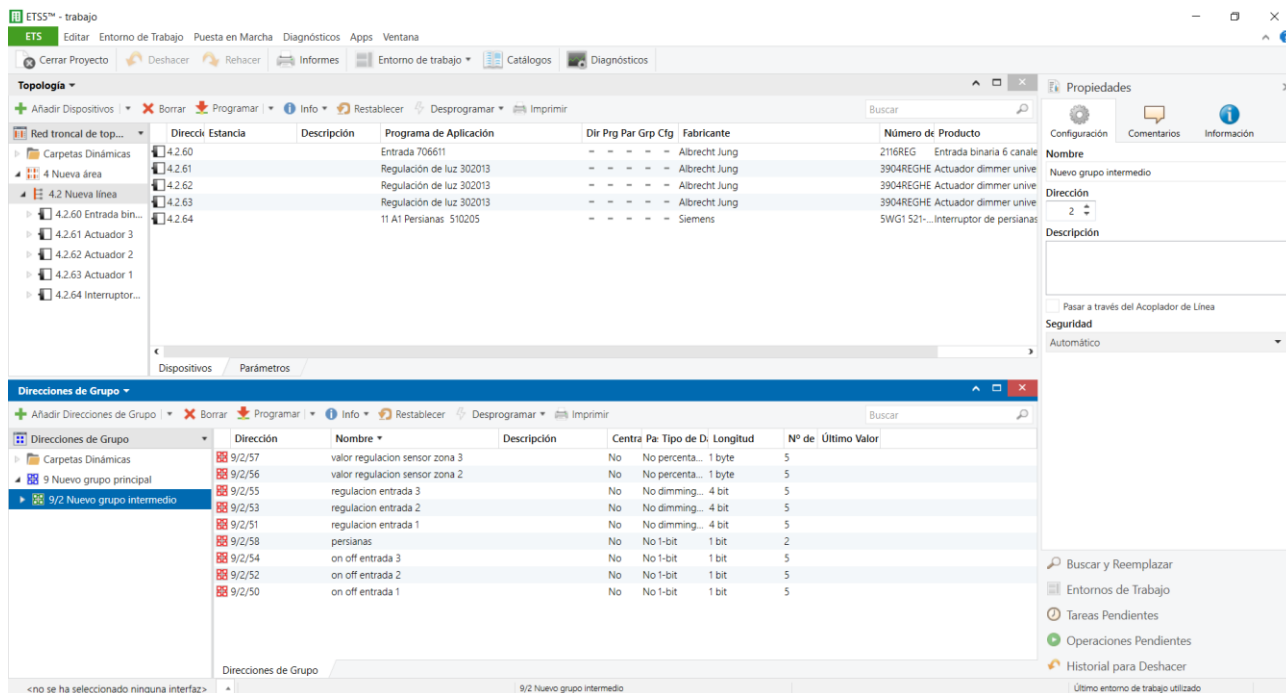 ETS5™ - trabajo
ETS Editar Entorno de Trabajo Puesta en Marcha Diagnósticos Apps Ventana
Cerrar Proyecto Deshacer Rehacer Informes Entorno de trabajo Catálogos Diagnósticos
Topología
Añadir Dispositivos Borrar Programar Info Restablecer Desprogramar Imprimir Buscar
Red troncal de top... Direcció Estancia Descripción Programa de Aplicación Dir Prg Par Grp Cfg Fabricante Número de Producto
Carpetas Dinámicas
4 Nueva área
4.2 Nueva línea
4.2.60 Entrada bin...
4.2.61 Actuador 3
4.2.62 Actuador 2
4.2.63 Actuador 1
4.2.64 Interruptor...
4.2.60 Entrada 706611 - - - - - Albrecht Jung 2116REG Entrada binaria 6 canale
4.2.61 Regulación de luz 302013 - - - - - Albrecht Jung 3904REGHE Actuador dimmer unive
4.2.62 Regulación de luz 302013 - - - - - Albrecht Jung 3904REGHE Actuador dimmer unive
4.2.63 Regulación de luz 302013 - - - - - Albrecht Jung 3904REGHE Actuador dimmer unive
4.2.64 11 A1 Persianas 510205 - - - - - Siemens 5WG1 521-... Interruptor de persianas
Dispositivos Parámetros
Direcciones de Grupo
Añadir Direcciones de Grupo Borrar Programar Info Restablecer Desprogramar Imprimir Buscar
Direcciones de Grupo Dirección Nombre Descripción Centra Pa: Tipo de D Longitud Nº de Último Valor
Carpetas Dinámicas
9 Nuevo grupo principal
9/2 Nuevo grupo intermedio
9/2/57 valor regulacion sensor zona 3 No No percenta... 1 byte 5
9/2/56 valor regulacion sensor zona 2 No No percenta... 1 byte 5
9/2/55 regulacion entrada 3 No No dimming... 4 bit 5
9/2/53 regulacion entrada 2 No No dimming... 4 bit 5
9/2/51 regulacion entrada 1 No No dimming... 4 bit 5
9/2/58 persianas No No 1-bit 1 bit 2
9/2/54 on off entrada 3 No No 1-bit 1 bit 5
9/2/52 on off entrada 2 No No 1-bit 1 bit 5
9/2/50 on off entrada 1 No No 1-bit 1 bit 5
Direcciones de Grupo
Propiedades
Configuración Comentarios Información
Nombre
Nuevo grupo intermedio
Dirección
2
Descripción
Pasar a través del Acoplador de Línea
Seguridad
Automático
Buscar y Reemplazar
Entornos de Trabajo
Tareas Pendientes
Operaciones Pendientes
Historial para Deshacer
<no se ha seleccionado ninguna interfaz> 9/2 Nuevo grupo intermedio Último entorno de trabajo utilizado